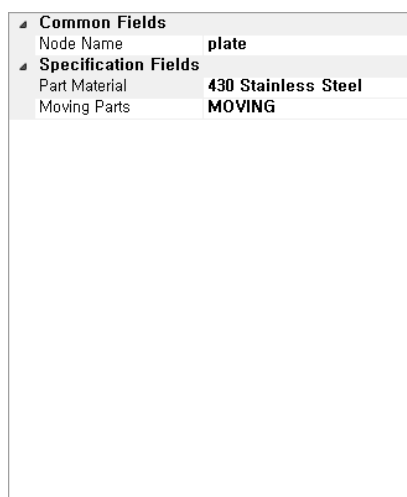 Common Fields
Node Name plate
Specification Fields
Part Material 430 Stainless Steel
Moving Parts MOVING